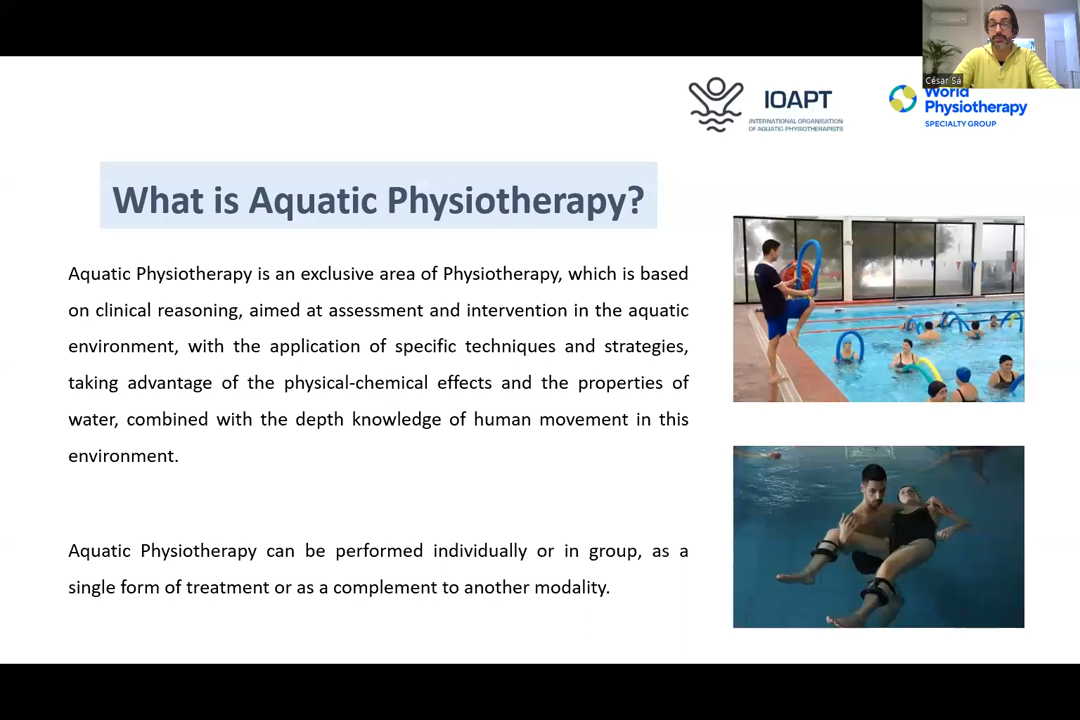 César Sá
IOAPT
INTERNATIONAL ORGANISATION
OF AQUATIC PHYSIOTHERAPISTS
World
Physiotherapy
SPECIALTY GROUP
What is Aquatic Physiotherapy?
Aquatic Physiotherapy is an exclusive area of Physiotherapy, which is based
on clinical reasoning, aimed at assessment and intervention in the aquatic
environment, with the application of specific techniques and strategies,
taking advantage of the physical-chemical effects and the properties of
water, combined with the depth knowledge of human movement in this
environment.
Aquatic Physiotherapy can be performed individually or in group, as a
single form of treatment or as a complement to another modality.